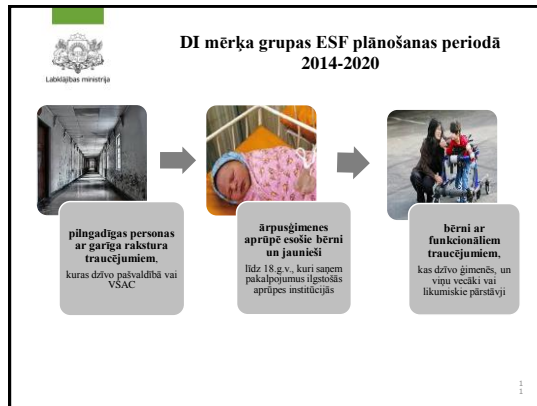 Labklājības ministrija
DI mērķa grupas ESF plānošanas periodā
2014-2020
pilngadīgas personas
ar garīga rakstura
traucējumiem,
kuras dzīvo pašvaldībā vai
VSAC
ārpusģimenes
aprūpē esošie bērni
un jaunieši
līdz 18.g.v., kuri saņem
pakalpojumus ilgstošās
aprūpes institūcijās
bērni ar
funkcionāliem
traucējumiem,
kas dzīvo ģimenēs, un
viņu vecāki vai
likumiskie pārstāvji
1
1